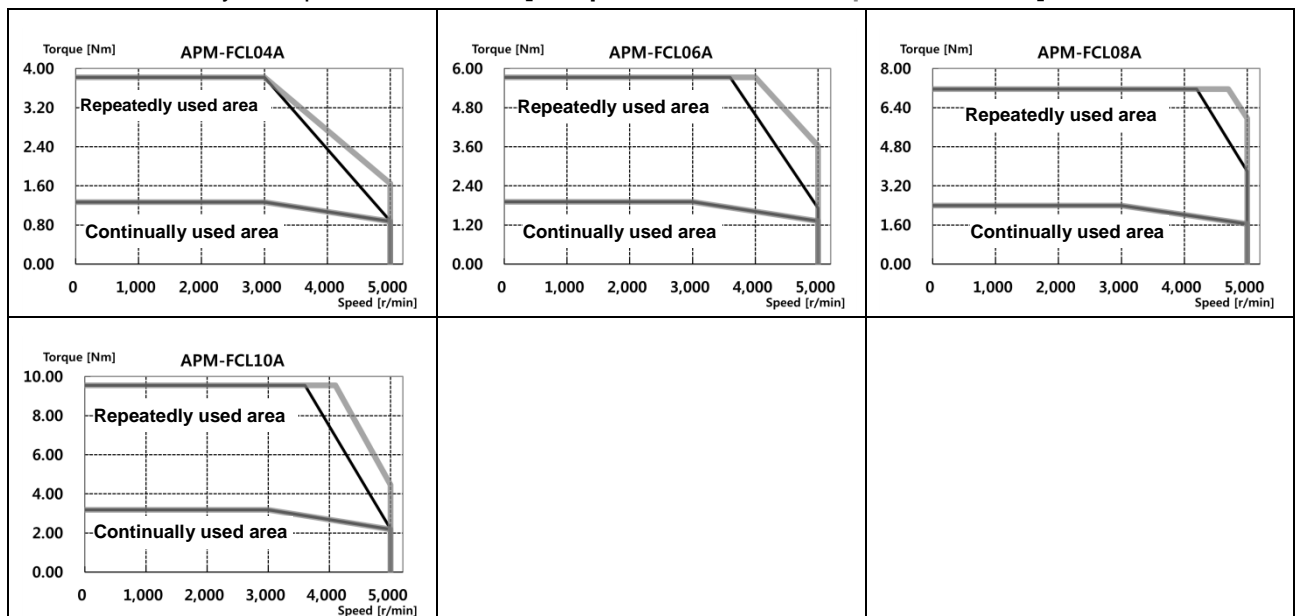 Torque [Nm] APM-FCL04A
4.00
3.20
2.40
1.60
0.80
0.00
Repeatedly used area
Continually used area
0 1,000 2,000 3,000 4,000 5,000
Speed [r/min]
Torque [Nm] APM-FCL06A
6.00
4.80
3.60
2.40
1.20
0.00
Repeatedly used area
Continually used area
0 1,000 2,000 3,000 4,000 5,000
Speed [r/min]
Torque [Nm] APM-FCL08A
8.00
6.40
4.80
3.20
1.60
0.00
Repeatedly used area
Continually used area
0 1,000 2,000 3,000 4,000 5,000
Speed [r/min]
Torque [Nm] APM-FCL10A
10.00
8.00
6.00
4.00
2.00
0.00
Repeatedly used area
Continually used area
0 1,000 2,000 3,000 4,000 5,000
Speed [r/min]